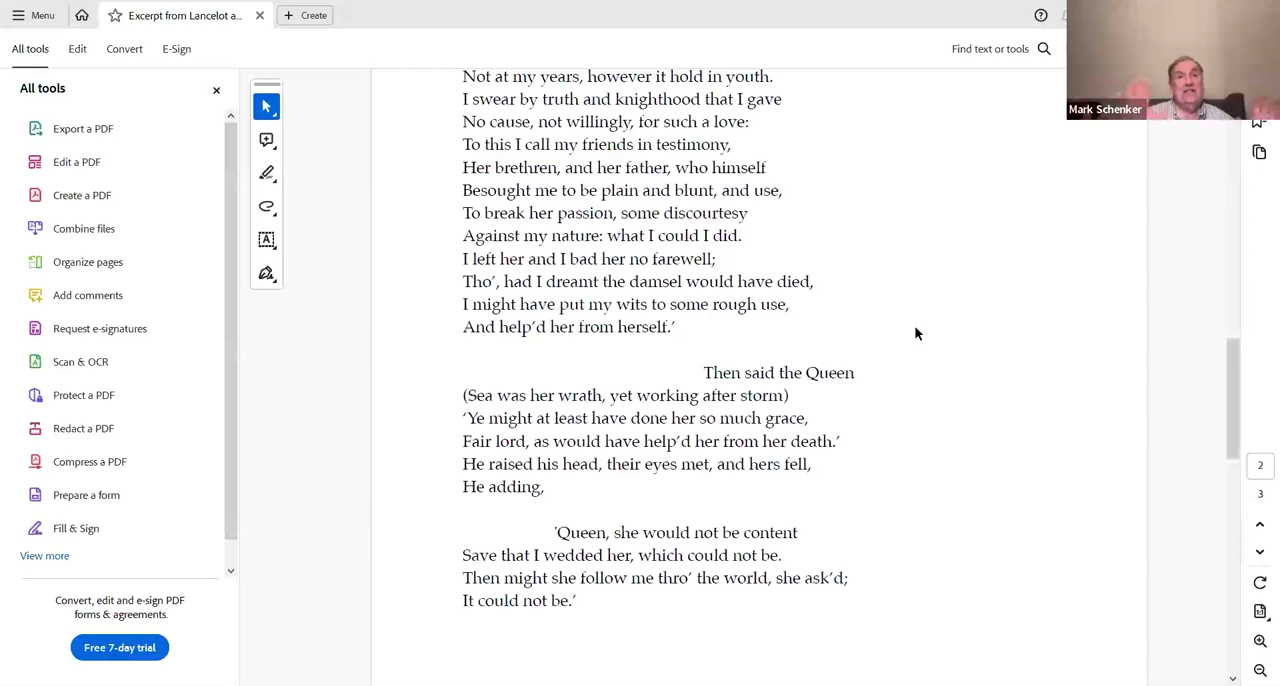 Menu
Excerpt from Lancelot a...
Create
All tools
Edit
Convert
E-Sign
Find text or tools
Mark Schenker
All tools
Export a PDF
Edit a PDF
Create a PDF
Combine files
Organize pages
Add comments
Request e-signatures
Scan & OCR
Protect a PDF
Redact a PDF
Compress a PDF
Prepare a form
Fill & Sign
View more
Convert, edit and e-sign PDF
forms & agreements.
Free 7-day trial
Not at my years, however it hold in youth.
I swear by truth and knighthood that I gave
No cause, not willingly, for such a love:
To this I call my friends in testimony,
Her brethren, and her father, who himself
Besought me to be plain and blunt, and use,
To break her passion, some discourtesy
Against my nature: what I could I did.
I left her and I bad her no farewell;
Tho’, had I dreamt the damsel would have died,
I might have put my wits to some rough use,
And help’d her from herself.’
Then said the Queen
(Sea was her wrath, yet working after storm)
‘Ye might at least have done her so much grace,
Fair lord, as would have help’d her from her death.’
He raised his head, their eyes met, and hers fell,
He adding,
'Queen, she would not be content
Save that I wedded her, which could not be.
Then might she follow me thro’ the world, she ask’d;
It could not be.’
2
3